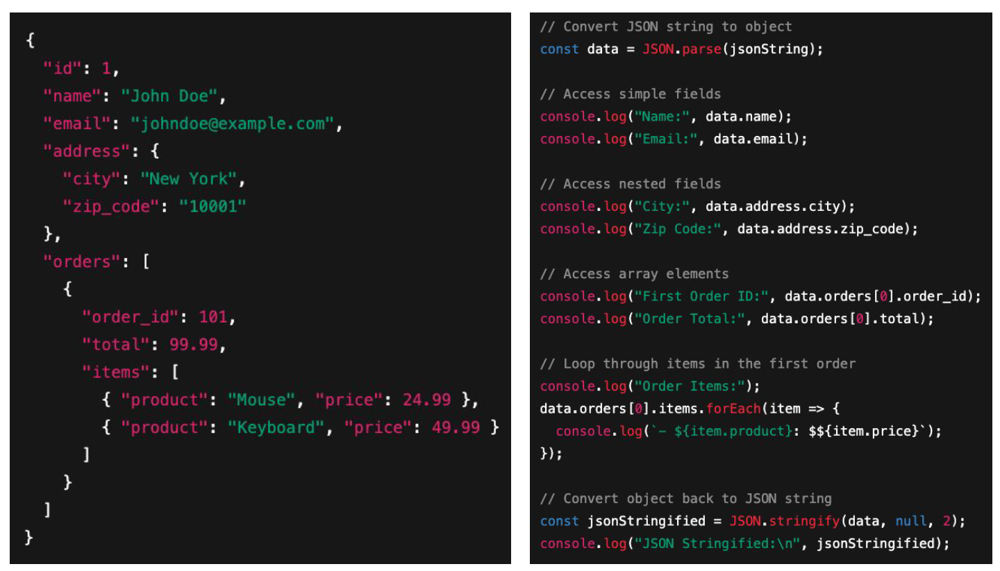 {
  "id": 1,
  "name": "John Doe",
  "email": "johndoe@example.com",
  "address": {
    "city": "New York",
    "zip_code": "10001"
  },
  "orders": [
    {
      "order_id": 101,
      "total": 99.99,
      "items": [
        { "product": "Mouse", "price": 24.99 },
        { "product": "Keyboard", "price": 49.99 }
      ]
    }
  ]
}
// Convert JSON string to object
const data = JSON.parse(jsonString);

// Access simple fields
console.log("Name:", data.name);
console.log("Email:", data.email);

// Access nested fields
console.log("City:", data.address.city);
console.log("Zip Code:", data.address.zip_code);

// Access array elements
console.log("First Order ID:", data.orders[0].order_id);
console.log("Order Total:", data.orders[0].total);

// Loop through items in the first order
console.log("Order Items:");
data.orders[0].items.forEach(item => {
  console.log(`- ${item.product}: $${item.price}`);
});

// Convert object back to JSON string
const jsonStringified = JSON.stringify(data, null, 2);
console.log("JSON Stringified:\n", jsonStringified);